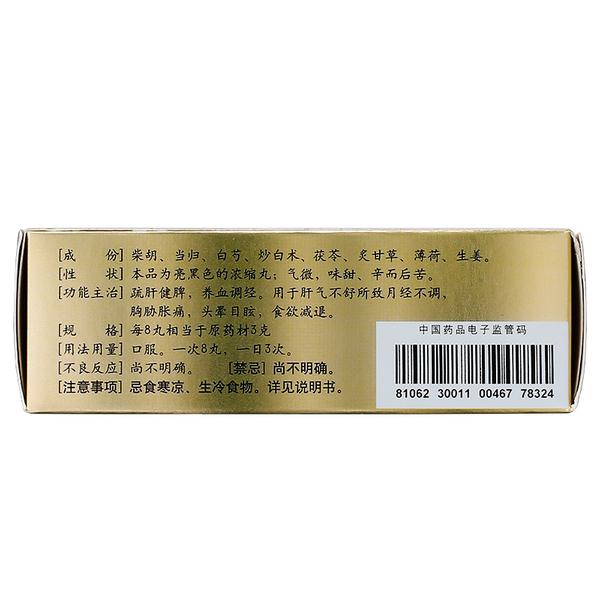 [成 份] 柴胡、当归、白芍、炒白术、茯苓、炙甘草、薄荷、生姜。
[性 状] 本品为亮黑色的浓缩丸；气微，味甜、辛而后苦。
[功能主治] 疏肝健脾，养血调经。用于肝气不舒所致月经不调，
胸胁胀痛，头晕目眩，食欲减退。
[规 格] 每8丸相当于原药材3克
[用法用量] 口服。一次8丸，一日3次。
[不良反应] 尚不明确。 [禁忌] 尚不明确。
[注意事项] 忌食寒凉、生冷食物。详见说明书。
中国药品电子监管码
81062 30011 00467 78324